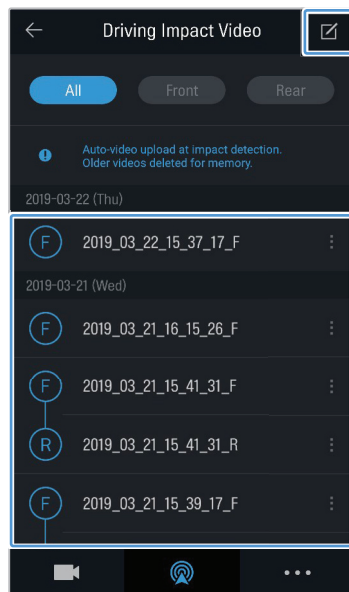 Driving Impact Video
All
Front
Rear
Auto-video upload at impact detection.
Older videos deleted for memory.
2019-03-22 (Thu)
F
2019_03_22_15_37_17_F
2019-03-21 (Wed)
F
2019_03_21_16_15_26_F
F
2019_03_21_15_41_31_F
R
2019_03_21_15_41_31_R
F
2019_03_21_15_39_17_F